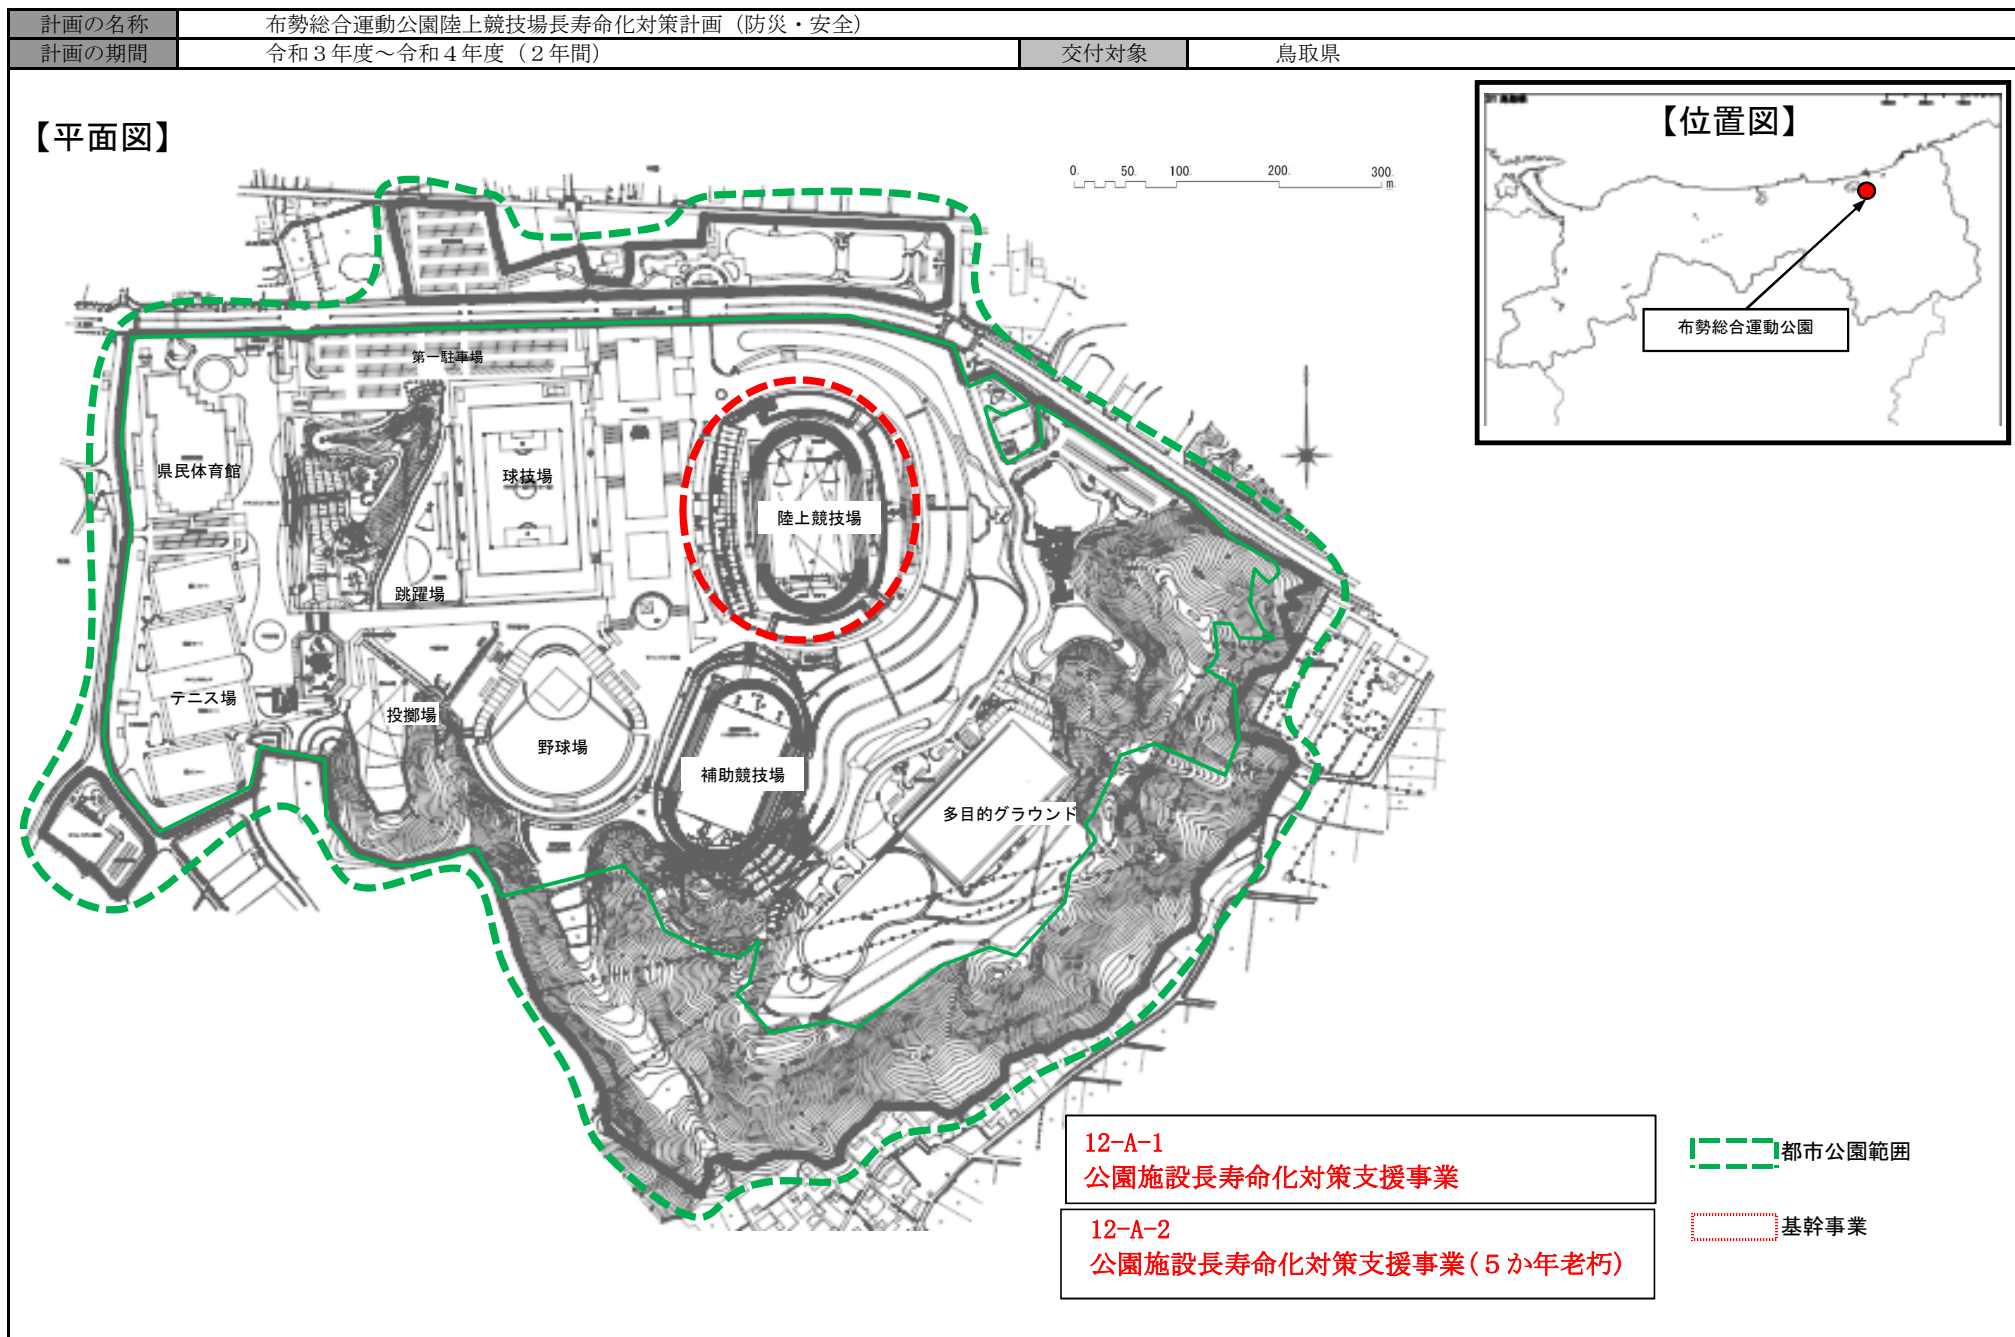 計画の名称 布勢総合運動公園陸上競技場長寿命化対策計画（防災・安全）
計画の期間 令和３年度～令和４年度（２年間） 交付対象 鳥取県
【平面図】
0 50 100 200 300
m
【位置図】
布勢総合運動公園
第一駐車場
県民体育館
球技場
陸上競技場
跳躍場
テニス場
投擲場
野球場
補助競技場
多目的グラウンド
12-A-1
公園施設長寿命化対策支援事業
12-A-2
公園施設長寿命化対策支援事業(５か年老朽)
都市公園範囲
基幹事業